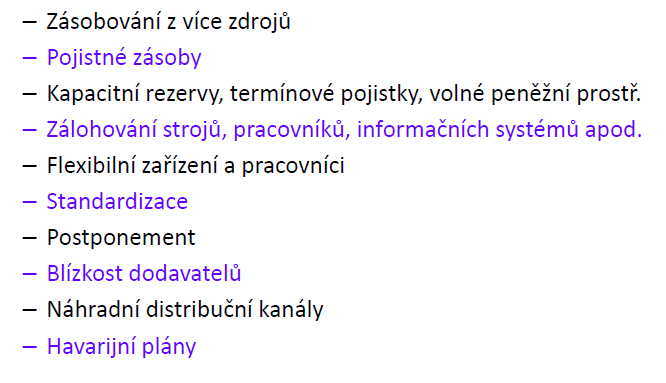 – Zásobování z více zdrojů
– Pojistné zásoby
– Kapacitní rezervy, termínové pojistky, volné peněžní prostř.
– Zálohování strojů, pracovníků, informačních systémů apod.
– Flexibilní zařízení a pracovníci
– Standardizace
– Postponement
– Blízkost dodavatelů
– Náhradní distribuční kanály
– Havarijní plány